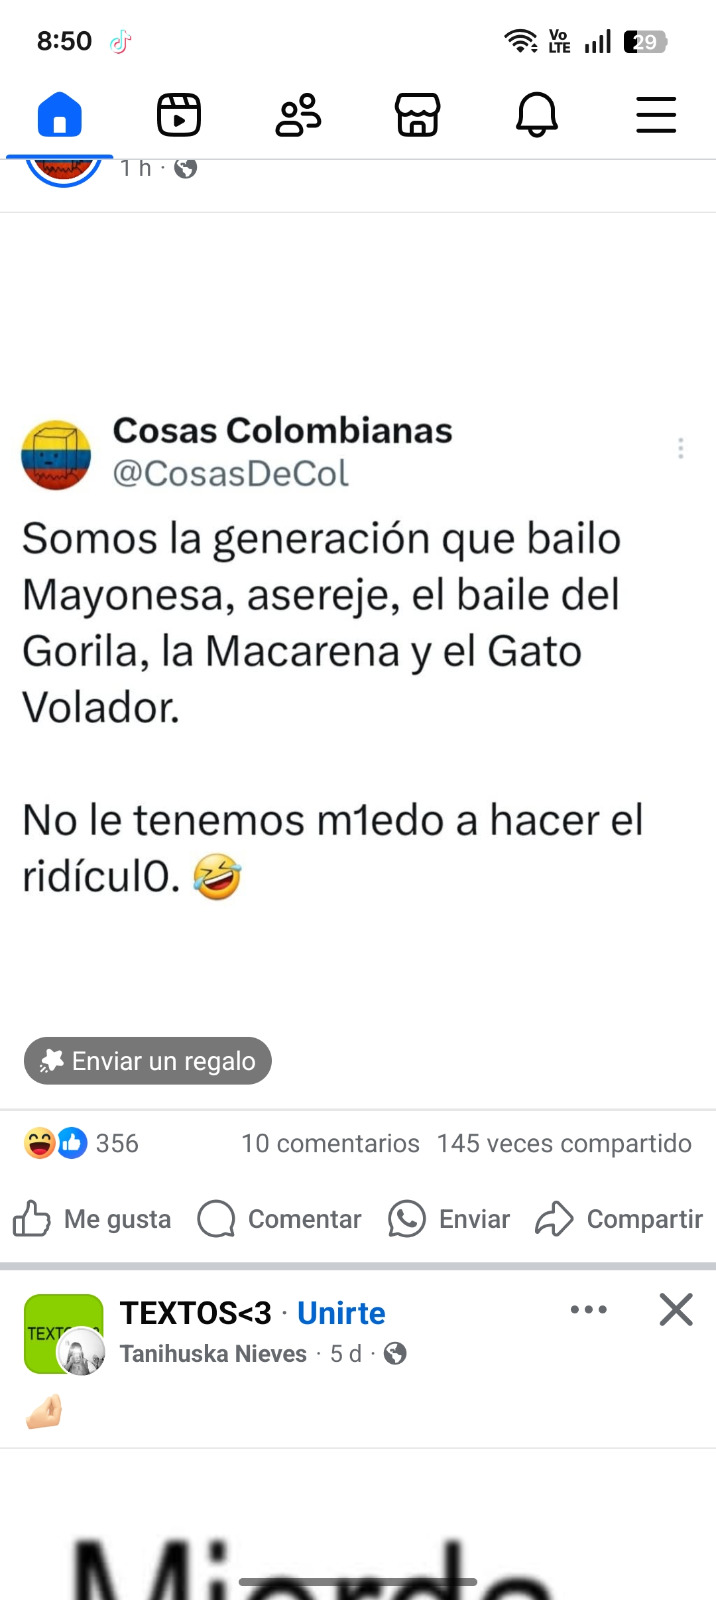 8:50
Vo
LTE
29
1 h ·
Cosas Colombianas
@CosasDeCol
Somos la generación que bailo
Mayonesa, asereje, el baile del
Gorila, la Macarena y el Gato
Volador.
No le tenemos m1edo a hacer el
ridícul0. 🤣
Enviar un regalo
356
10 comentarios 145 veces compartido
Me gusta Comentar Enviar Compartir
TEXTOS<3 · Unirte
Tanihuska Nieves · 5 d ·
🤌🏻